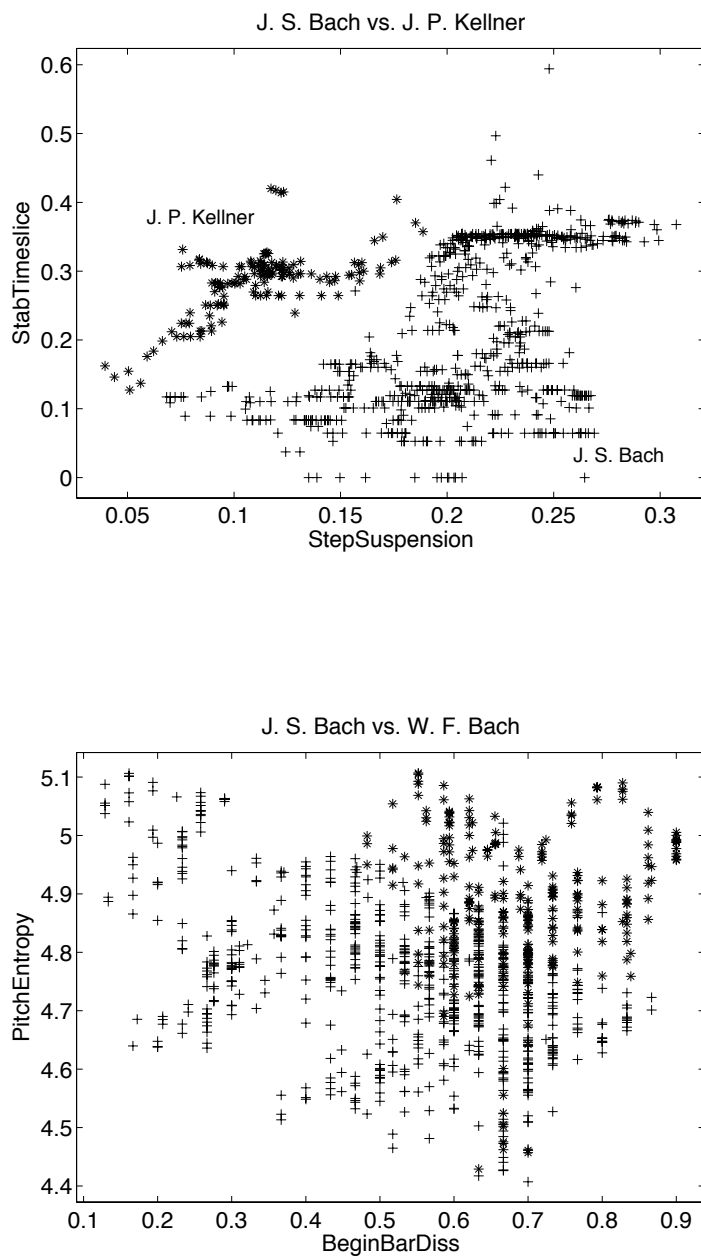 J. S. Bach vs. J. P. Kellner
0.6
0.5
0.4
0.3
0.2
0.1
0
StabTimeslice
J. P. Kellner
J. S. Bach
0.05 0.1 0.15 0.2 0.25 0.3
StepSuspension
J. S. Bach vs. W. F. Bach
5.1
5
4.9
4.8
4.7
4.6
4.5
4.4
PitchEntropy
0.1 0.2 0.3 0.4 0.5 0.6 0.7 0.8 0.9
BeginBarDiss